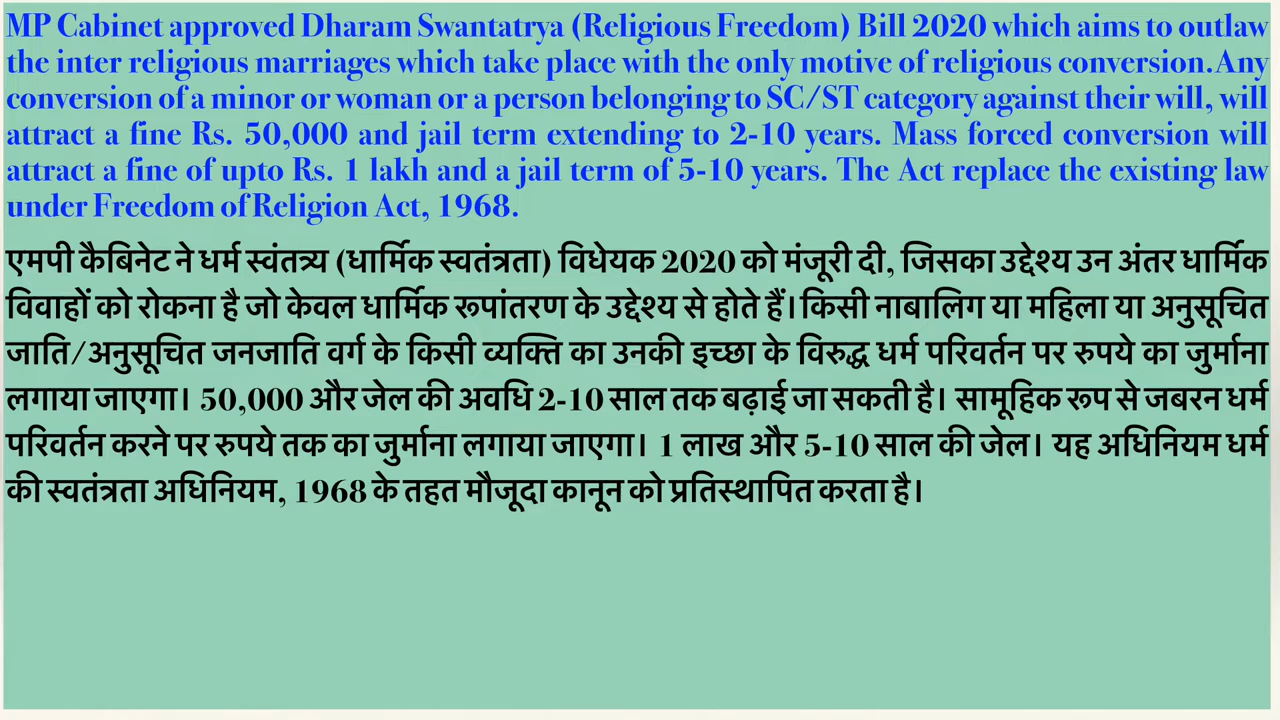 MP Cabinet approved Dharam Swantatrya (Religious Freedom) Bill 2020 which aims to outlaw
the inter religious marriages which take place with the only motive of religious conversion.Any
conversion of a minor or woman or a person belonging to SC/ST category against their will, will
attract a fine Rs. 50,000 and jail term extending to 2-10 years. Mass forced conversion will
attract a fine of upto Rs. 1 lakh and a jail term of 5-10 years. The Act replace the existing law
under Freedom of Religion Act, 1968.
एमपी कैबिनेट ने धर्म स्वंतत्र्य (धार्मिक स्वतंत्रता) विधेयक 2020 को मंजूरी दी, जिसका उद्देश्य उन अंतर धार्मिक
विवाहों को रोकना है जो केवल धार्मिक रूपांतरण के उद्देश्य से होते हैं। किसी नाबालिग या महिला या अनुसूचित
जाति/अनुसूचित जनजाति वर्ग के किसी व्यक्ति का उनकी इच्छा के विरुद्ध धर्म परिवर्तन पर रुपये का जुर्माना
लगाया जाएगा। 50,000 और जेल की अवधि 2-10 साल तक बढ़ाई जा सकती है। सामूहिक रूप से जबरन धर्म
परिवर्तन करने पर रुपये तक का जुर्माना लगाया जाएगा। 1 लाख और 5-10 साल की जेल। यह अधिनियम धर्म
की स्वतंत्रता अधिनियम, 1968 के तहत मौजूदा कानून को प्रतिस्थापित करता है।